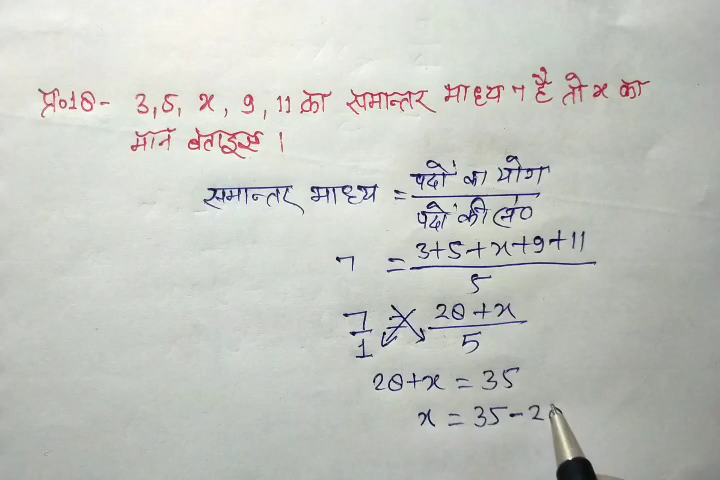 प्र०18- 3, 5, x, 9, 11 का समान्तर माध्य 7 है तो x का
मान बताइए ।
समान्तर माध्य = पदों का योग / पदों की सं०
7 = 3+5+x+9+11 / 5
7/1 = 28+x / 5
28+x = 35
x = 35-2